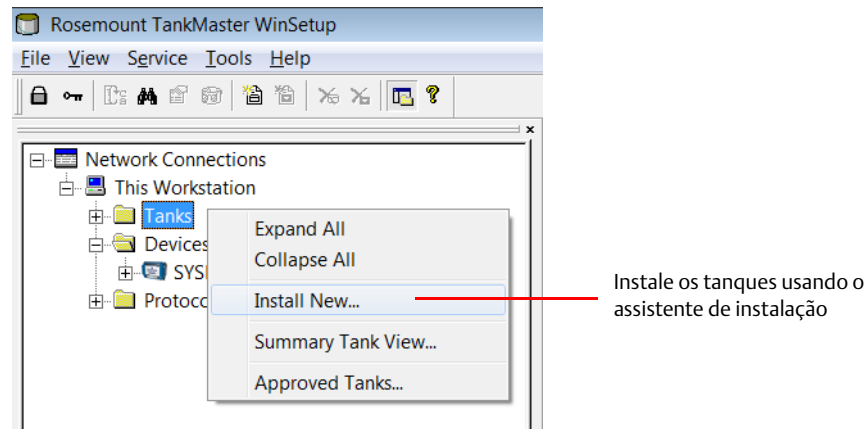 Rosemount TankMaster WinSetup
File View Service Tools Help
Network Connections
This Workstation
Tanks
Devices
SYS
Protoco
Expand All
Collapse All
Install New...
Summary Tank View...
Approved Tanks...
Instale os tanques usando o
assistente de instalação